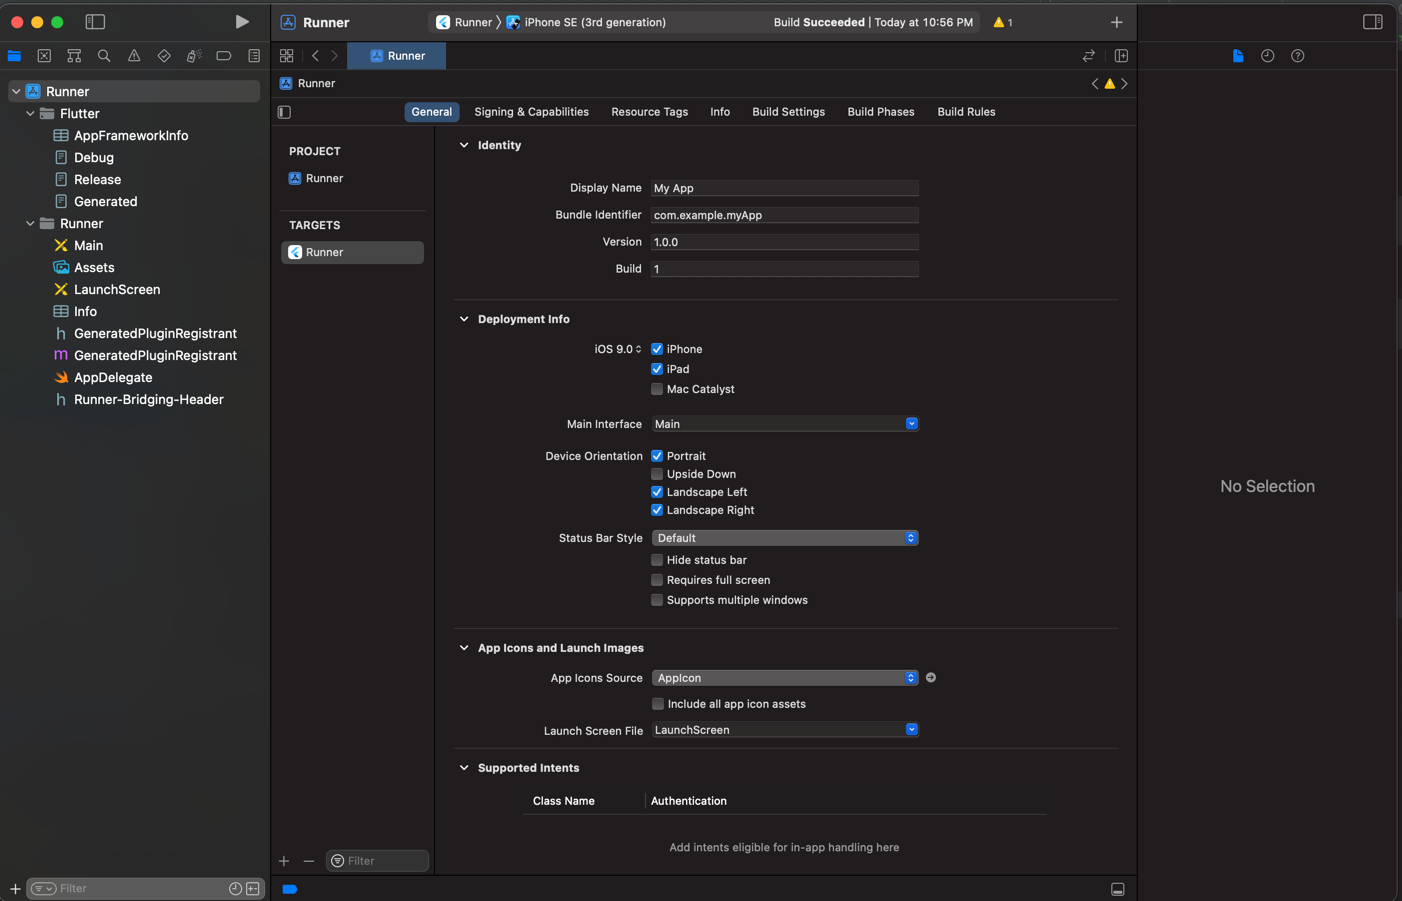 Runner
Runner
iPhone SE (3rd generation)
Build Succeeded | Today at 10:56 PM
1
Runner
Runner
General
Signing & Capabilities
Resource Tags
Info
Build Settings
Build Phases
Build Rules
Runner
Flutter
AppFrameworkInfo
Debug
Release
Generated
Runner
Main
Assets
LaunchScreen
Info
h GeneratedPluginRegistrant
m GeneratedPluginRegistrant
AppDelegate
h Runner-Bridging-Header
Filter
PROJECT
Runner
TARGETS
Runner
Filter
Identity
Display Name My App
Bundle Identifier com.example.myApp
Version 1.0.0
Build 1
Deployment Info
iOS 9.0 iPhone
iPad
Mac Catalyst
Main Interface Main
Device Orientation Portrait
Upside Down
Landscape Left
Landscape Right
Status Bar Style Default
Hide status bar
Requires full screen
Supports multiple windows
App Icons and Launch Images
App Icons Source AppIcon
Include all app icon assets
Launch Screen File LaunchScreen
Supported Intents
Class Name Authentication
Add intents eligible for in-app handling here
No Selection